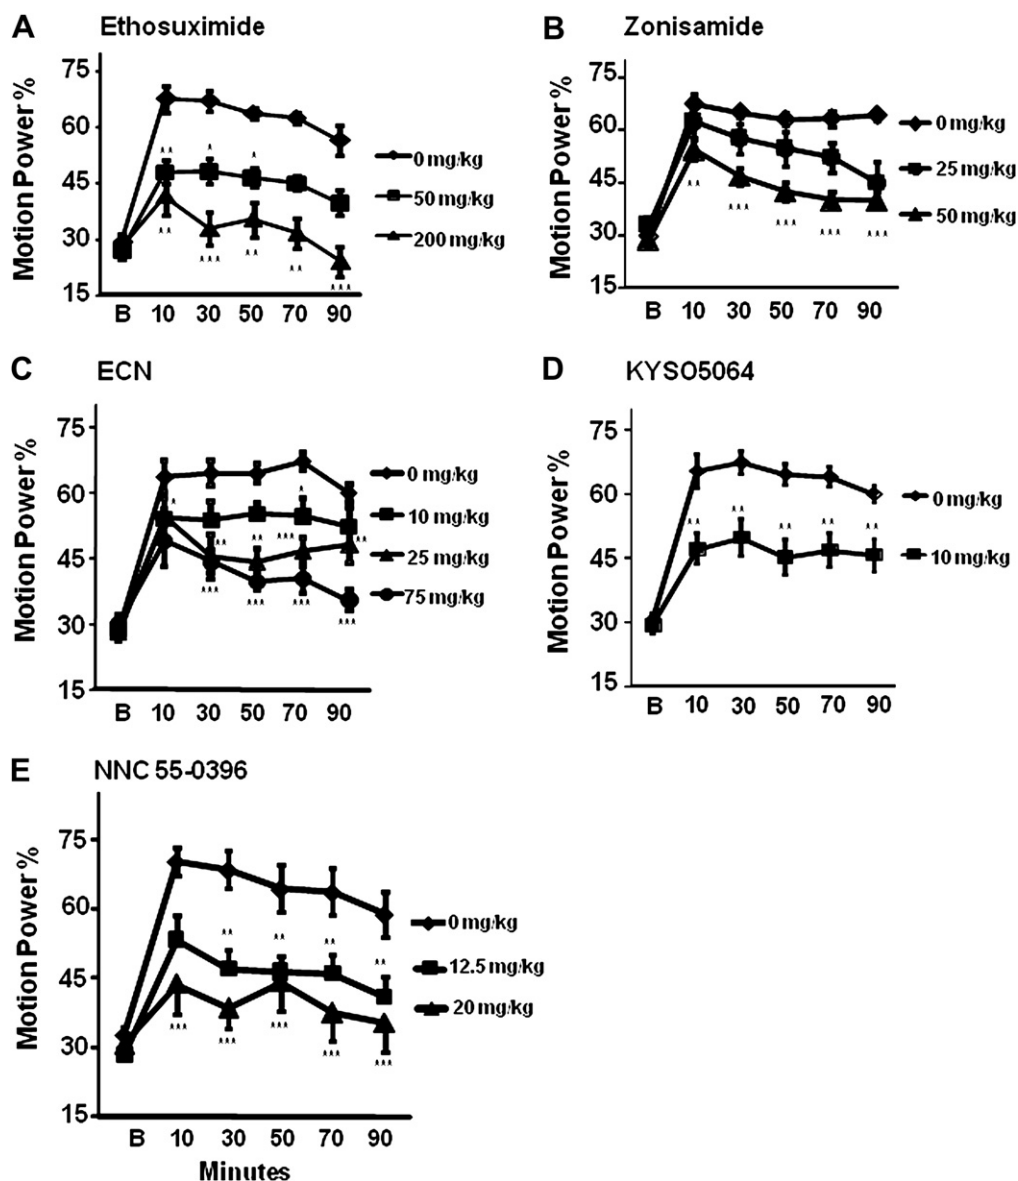 A Ethosuximide
Motion Power %
75
60
45
30
15
B 10 30 50 70 90
0 mg/kg
50 mg/kg
200 mg/kg
B Zonisamide
Motion Power %
75
60
45
30
15
B 10 30 50 70 90
0 mg/kg
25 mg/kg
50 mg/kg
C ECN
Motion Power %
75
60
45
30
15
B 10 30 50 70 90
0 mg/kg
10 mg/kg
25 mg/kg
75 mg/kg
D KYSO5064
Motion Power %
75
60
45
30
15
B 10 30 50 70 90
0 mg/kg
10 mg/kg
E NNC 55-0396
Motion Power %
75
60
45
30
15
B 10 30 50 70 90
Minutes
0 mg/kg
12.5 mg/kg
20 mg/kg